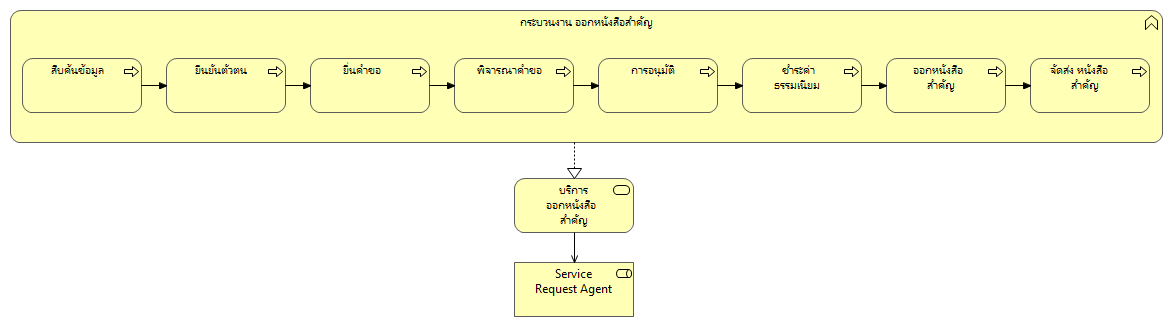 กระบวนงาน ออกหนังสือสำคัญ
สืบค้นข้อมูล
ยืนยันตัวตน
ยื่นคำขอ
พิจารณาคำขอ
การอนุมัติ
ชำระค่า
ธรรมเนียม
ออกหนังสือ
สำคัญ
จัดส่ง หนังสือ
สำคัญ
บริการ
ออกหนังสือ
สำคัญ
Service
Request Agent